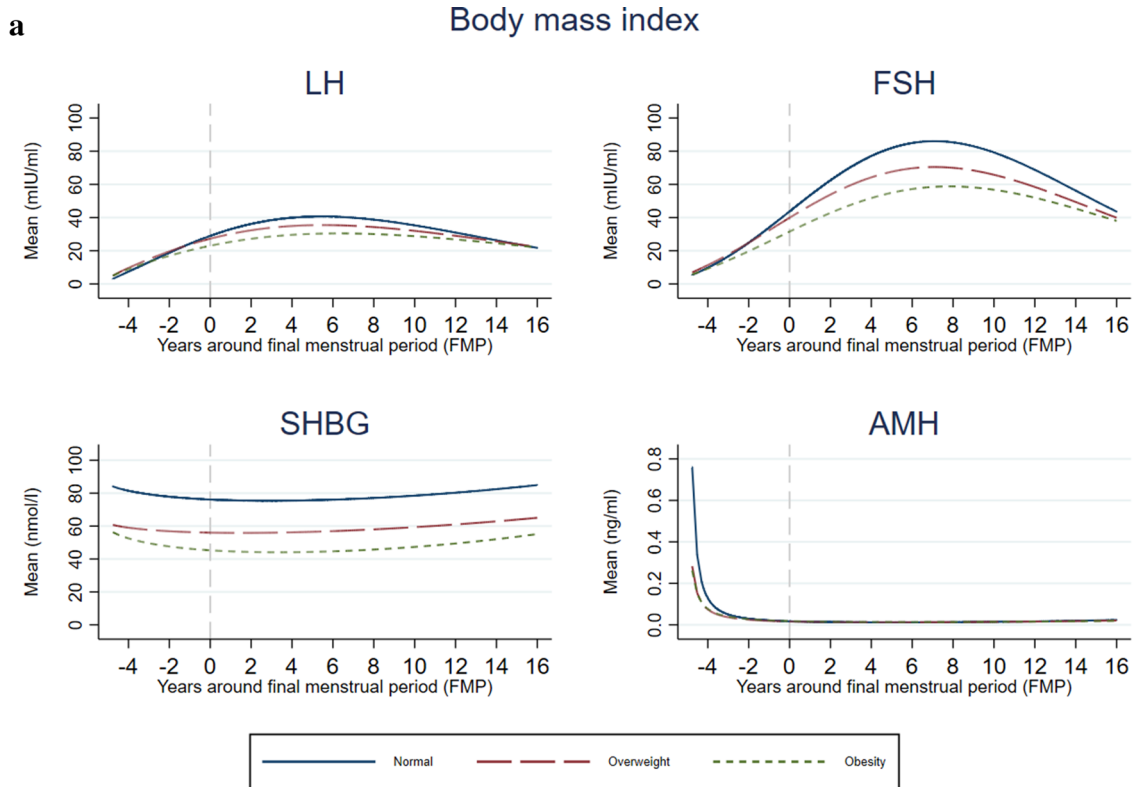 a
Body mass index
LH
Mean (mIU/ml)
100
80
60
40
20
0
-4 -2 0 2 4 6 8 10 12 14 16
Years around final menstrual period (FMP)
FSH
Mean (mIU/ml)
100
80
60
40
20
0
-4 -2 0 2 4 6 8 10 12 14 16
Years around final menstrual period (FMP)
SHBG
Mean (nmol/l)
100
80
60
40
20
0
-4 -2 0 2 4 6 8 10 12 14 16
Years around final menstrual period (FMP)
AMH
Mean (ng/ml)
0.8
0.6
0.4
0.2
0.0
-4 -2 0 2 4 6 8 10 12 14 16
Years around final menstrual period (FMP)
Normal Overweight Obesity